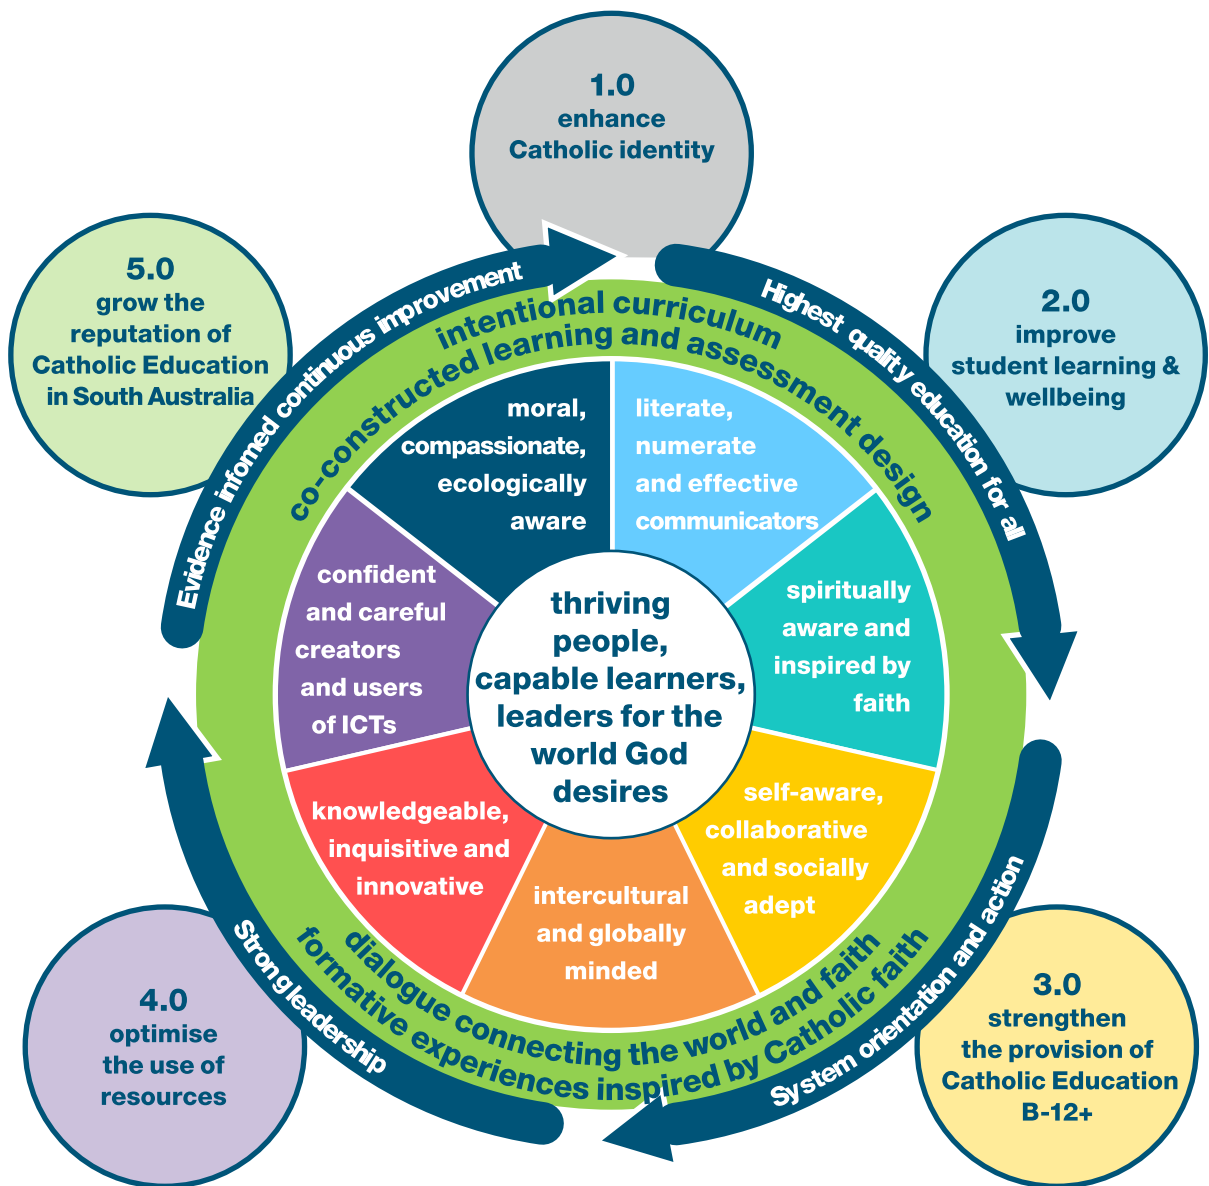 1.0
enhance
Catholic identity
2.0
improve
student learning &
wellbeing
3.0
strengthen
the provision of
Catholic Education
B-12+
4.0
optimise
the use of
resources
5.0
grow the
reputation of
Catholic Education
in South Australia
Evidence informed continuous improvement
Highest quality education for all
System orientation and action
Strong leadership
intentional curriculum
co-constructed learning and assessment design
dialogue connecting the world and faith
formative experiences inspired by Catholic faith
moral,
compassionate,
ecologically
aware
literate,
numerate
and effective
communicators
spiritually
aware and
inspired by
faith
self-aware,
collaborative
and socially
adept
intercultural
and globally
minded
knowledgeable,
inquisitive and
innovative
confident
and careful
creators
and users
of ICTs
thriving
people,
capable learners,
leaders for the
world God
desires